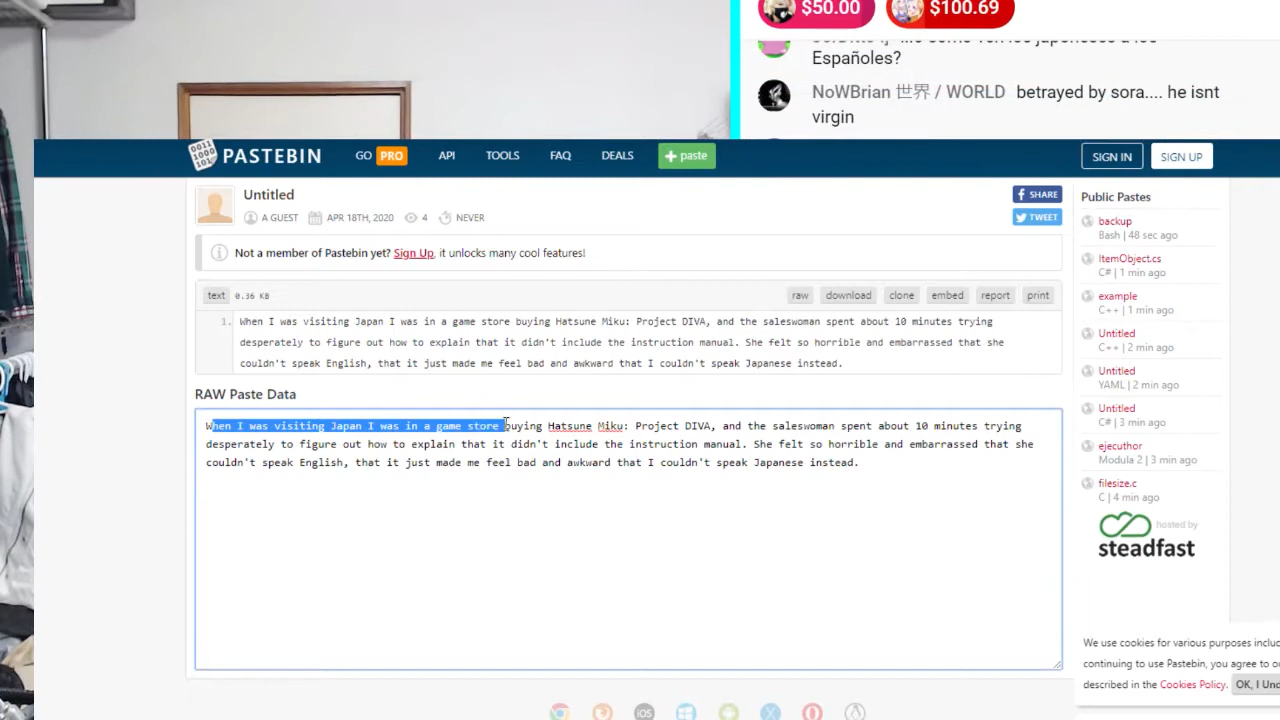 $50.00 $100.69
los japoneses a los
Españoles?
NoWBrian 世界 / WORLD betrayed by sora.... he isnt
virgin
0011
1000
101
PASTEBIN GO PRO API TOOLS FAQ DEALS + paste SIGN IN SIGN UP
Untitled
A GUEST APR 18TH, 2020 4 NEVER
SHARE
TWEET
Not a member of Pastebin yet? Sign Up, it unlocks many cool features!
text 0.36 KB raw download clone embed report print
1. When I was visiting Japan I was in a game store buying Hatsune Miku: Project DIVA, and the saleswoman spent about 10 minutes trying
desperately to figure out how to explain that it didn't include the instruction manual. She felt so horrible and embarrassed that she
couldn't speak English, that it just made me feel bad and awkward that I couldn't speak Japanese instead.
RAW Paste Data
When I was visiting Japan I was in a game store buying Hatsune Miku: Project DIVA, and the saleswoman spent about 10 minutes trying
desperately to figure out how to explain that it didn't include the instruction manual. She felt so horrible and embarrassed that she
couldn't speak English, that it just made me feel bad and awkward that I couldn't speak Japanese instead.
Public Pastes
backup
Bash | 48 sec ago
ItemObject.cs
C# | 1 min ago
example
C++ | 1 min ago
Untitled
C++ | 2 min ago
Untitled
YAML | 2 min ago
Untitled
C# | 3 min ago
ejecuthor
Modula 2 | 3 min ago
filesize.c
C | 4 min ago
hosted by
steadfast
We use cookies for various purposes includi
continuing to use Pastebin, you agree to ou
described in the Cookies Policy. OK, I Und
iOS